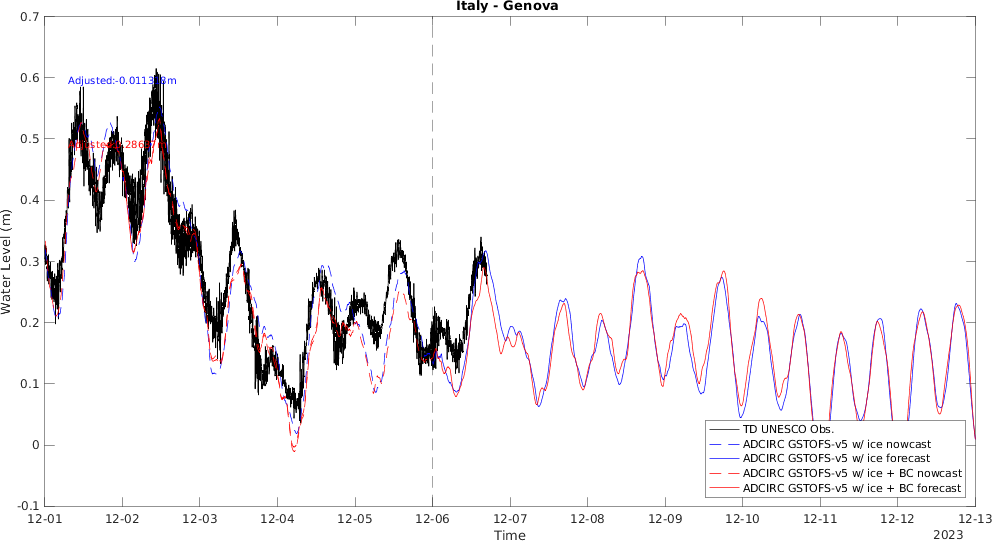 Italy - Genova
0.7
0.6
0.5
0.4
0.3
0.2
0.1
0
-0.1
Water Level (m)
12-01
12-02
12-03
12-04
12-05
12-06
12-07
12-08
12-09
12-10
12-11
12-12
12-13
Time
2023
TD UNESCO Obs.
ADCIRC GSTOFS-v5 w/ ice nowcast
ADCIRC GSTOFS-v5 w/ ice forecast
ADCIRC GSTOFS-v5 w/ ice + BC nowcast
ADCIRC GSTOFS-v5 w/ ice + BC forecast